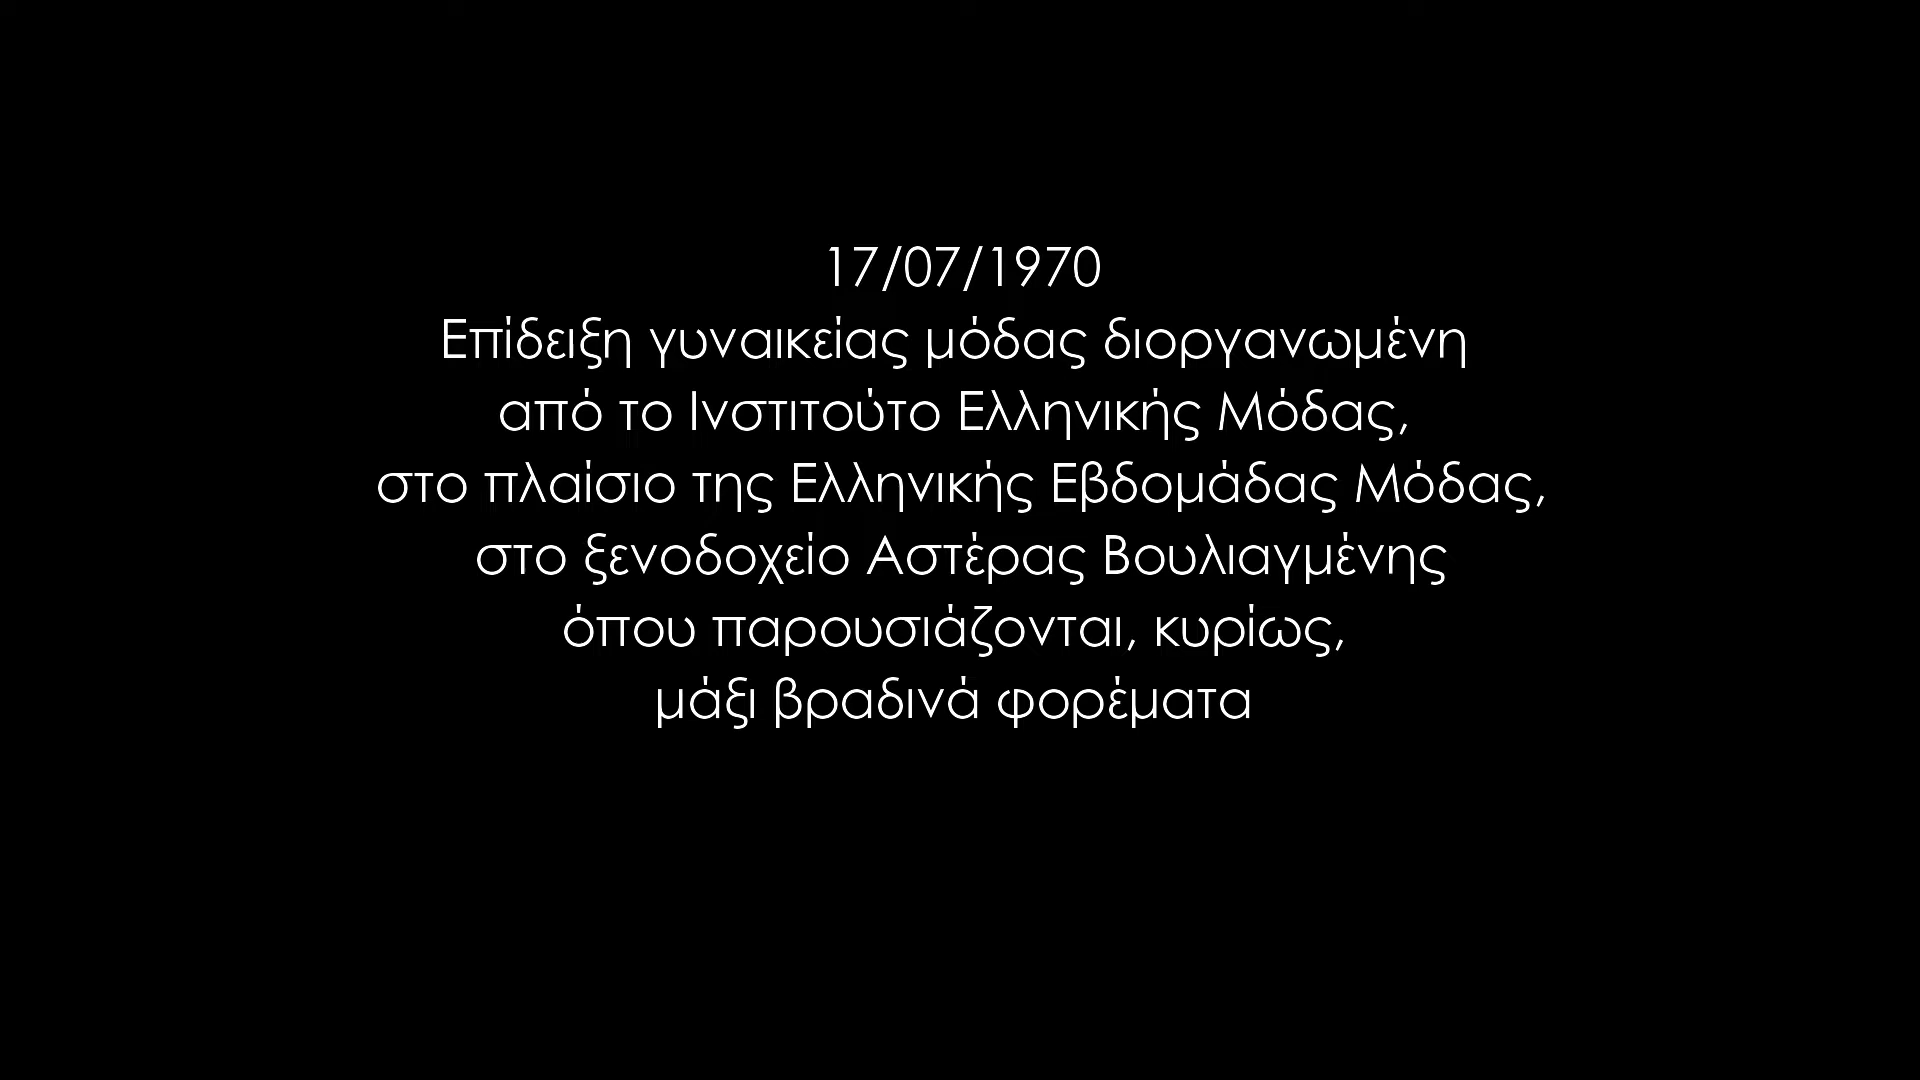 17/07/1970
Επίδειξη γυναικείας μόδας διοργανωμένη
από το Ινστιτούτο Ελληνικής Μόδας,
στο πλαίσιο της Ελληνικής Εβδομάδας Μόδας,
στο ξενοδοχείο Αστέρας Βουλιαγμένης
όπου παρουσιάζονται, κυρίως,
μάξι βραδινά φορέματα